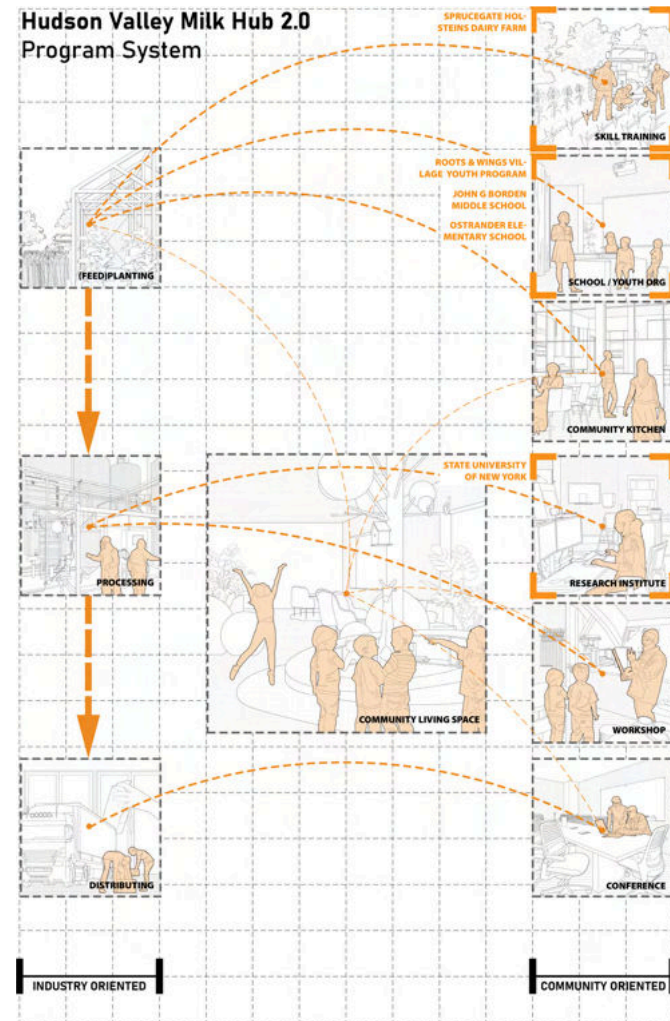 Hudson Valley Milk Hub 2.0
Program System
SPRUCEGATE HOL-
STEINS DAIRY FARM
SKILL TRAINING
ROOTS & WINGS VIL-
LAGE YOUTH PROGRAM
JOHN G BORDEN
MIDDLE SCHOOL
OSTRANDER ELE-
MENTARY SCHOOL
(FEED)PLANTING
SCHOOL / YOUTH ORG
COMMUNITY KITCHEN
STATE UNIVERSITY
OF NEW YORK
PROCESSING
RESEARCH INSTITUTE
COMMUNITY LIVING SPACE
WORKSHOP
DISTRIBUTING
CONFERENCE
INDUSTRY ORIENTED
COMMUNITY ORIENTED